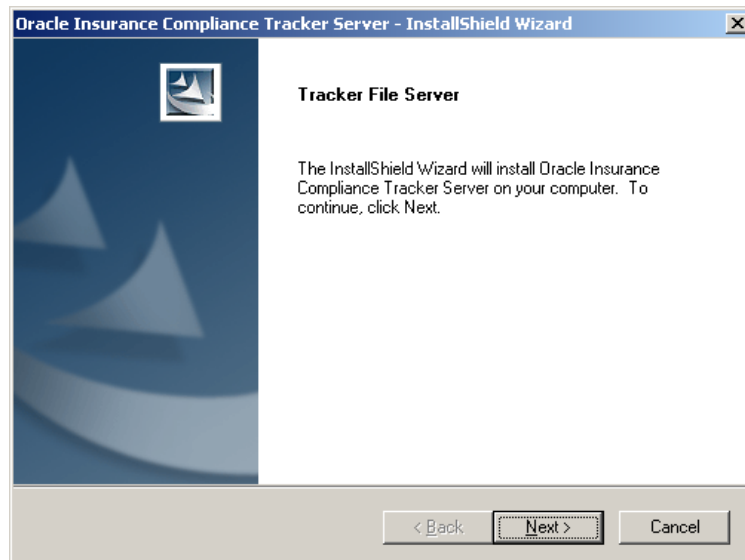 Oracle Insurance Compliance Tracker Server - InstallShield Wizard
Tracker File Server
The InstallShield Wizard will install Oracle Insurance
Compliance Tracker Server on your computer. To
continue, click Next.
< Back Next > Cancel